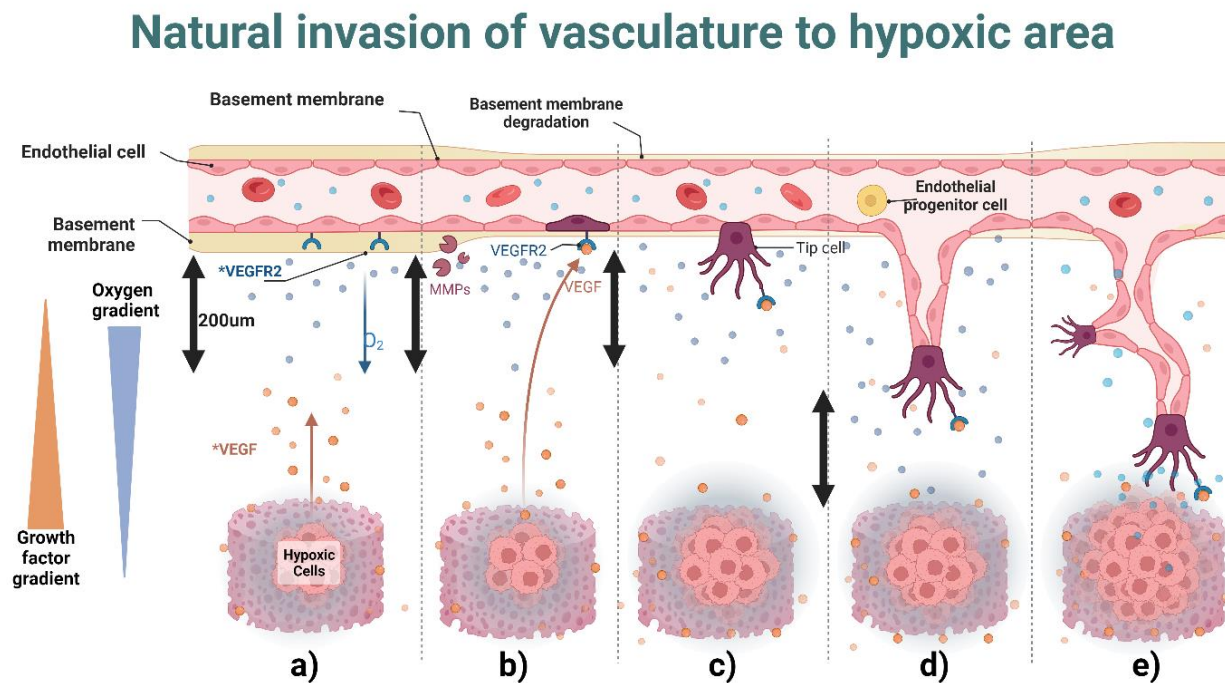 Natural invasion of vasculature to hypoxic area
Basement membrane
Basement membrane
degradation
Endothelial cell
Endothelial
progenitor cell
Basement
membrane
*VEGFR2
VEGFR2
Tip cell
MMPs
VEGF
Oxygen
gradient
200um
O2
*VEGF
Growth
factor
gradient
Hypoxic
Cells
a)
b)
c)
d)
e)